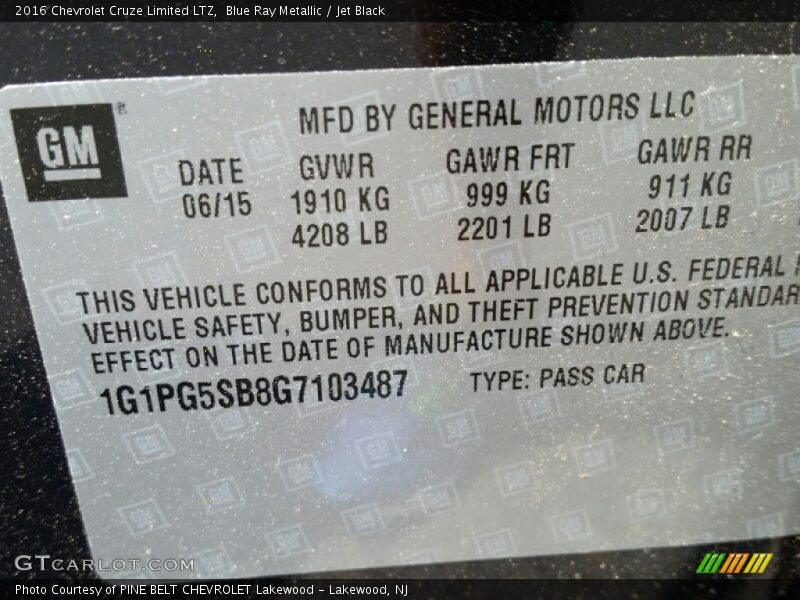 2016 Chevrolet Cruze Limited LTZ, Blue Ray Metallic / Jet Black
GM ®
MFD BY GENERAL MOTORS LLC
DATE GVWR GAWR FRT GAWR RR
06/15 1910 KG 999 KG 911 KG
4208 LB 2201 LB 2007 LB
THIS VEHICLE CONFORMS TO ALL APPLICABLE U.S. FEDERAL
VEHICLE SAFETY, BUMPER, AND THEFT PREVENTION STANDAR
EFFECT ON THE DATE OF MANUFACTURE SHOWN ABOVE.
1G1PG5SB8G7103487 TYPE: PASS CAR
GTCARLOT.COM
Photo Courtesy of PINE BELT CHEVROLET Lakewood - Lakewood, NJ